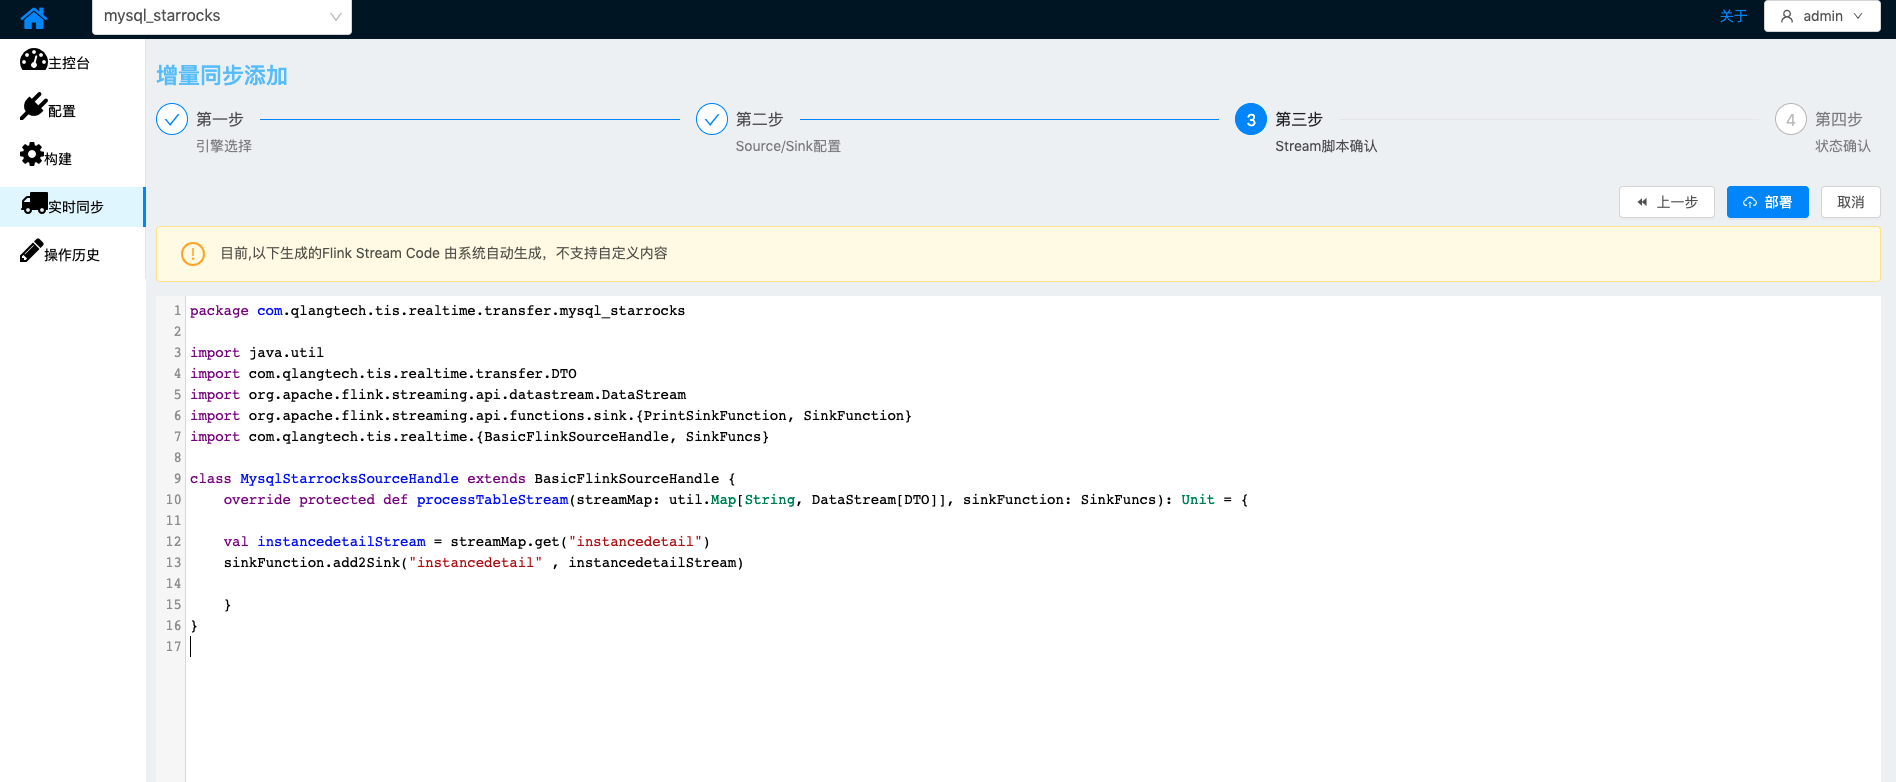 mysql_starrocks
关于
admin
主控台
配置
构建
实时同步
操作历史
增量同步添加
第一步
引擎选择
第二步
Source/Sink配置
3 第三步
Stream脚本确认
4 第四步
状态确认
上一步
部署
取消
目前,以下生成的Flink Stream Code 由系统自动生成，不支持自定义内容
1 package com.qlangtech.tis.realtime.transfer.mysql_starrocks
2
3 import java.util
4 import com.qlangtech.tis.realtime.transfer.DTO
5 import org.apache.flink.streaming.api.datastream.DataStream
6 import org.apache.flink.streaming.api.functions.sink.{PrintSinkFunction, SinkFunction}
7 import com.qlangtech.tis.realtime.{BasicFlinkSourceHandle, SinkFuncs}
8
9 class MysqlStarrocksSourceHandle extends BasicFlinkSourceHandle {
10 override protected def processTableStream(streamMap: util.Map[String, DataStream[DTO]], sinkFunction: SinkFuncs): Unit = {
11
12 val instancedetailStream = streamMap.get("instancedetail")
13 sinkFunction.add2Sink("instancedetail" , instancedetailStream)
14
15 }
16 }
17